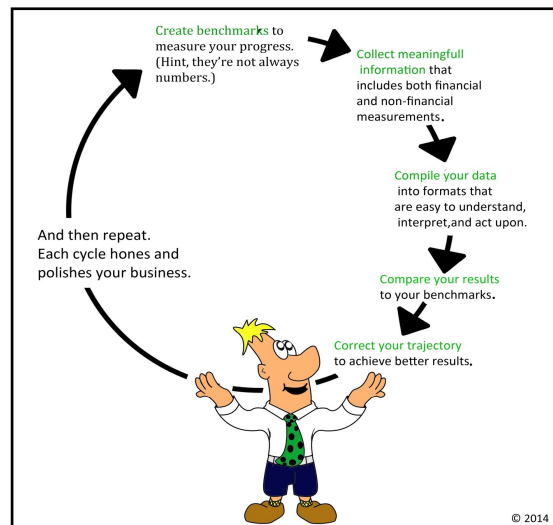 Create benchmarks to
measure your progress.
(Hint, they're not always
numbers.)
Collect meaningfull
information that
includes both financial
and non-financial
measurements.
Compile your data
into formats that
are easy to understand,
interpret,and act upon.
Compare your results
to your benchmarks.
Correct your trajectory
to achieve better results.
And then repeat.
Each cycle hones and
polishes your business.
© 2014